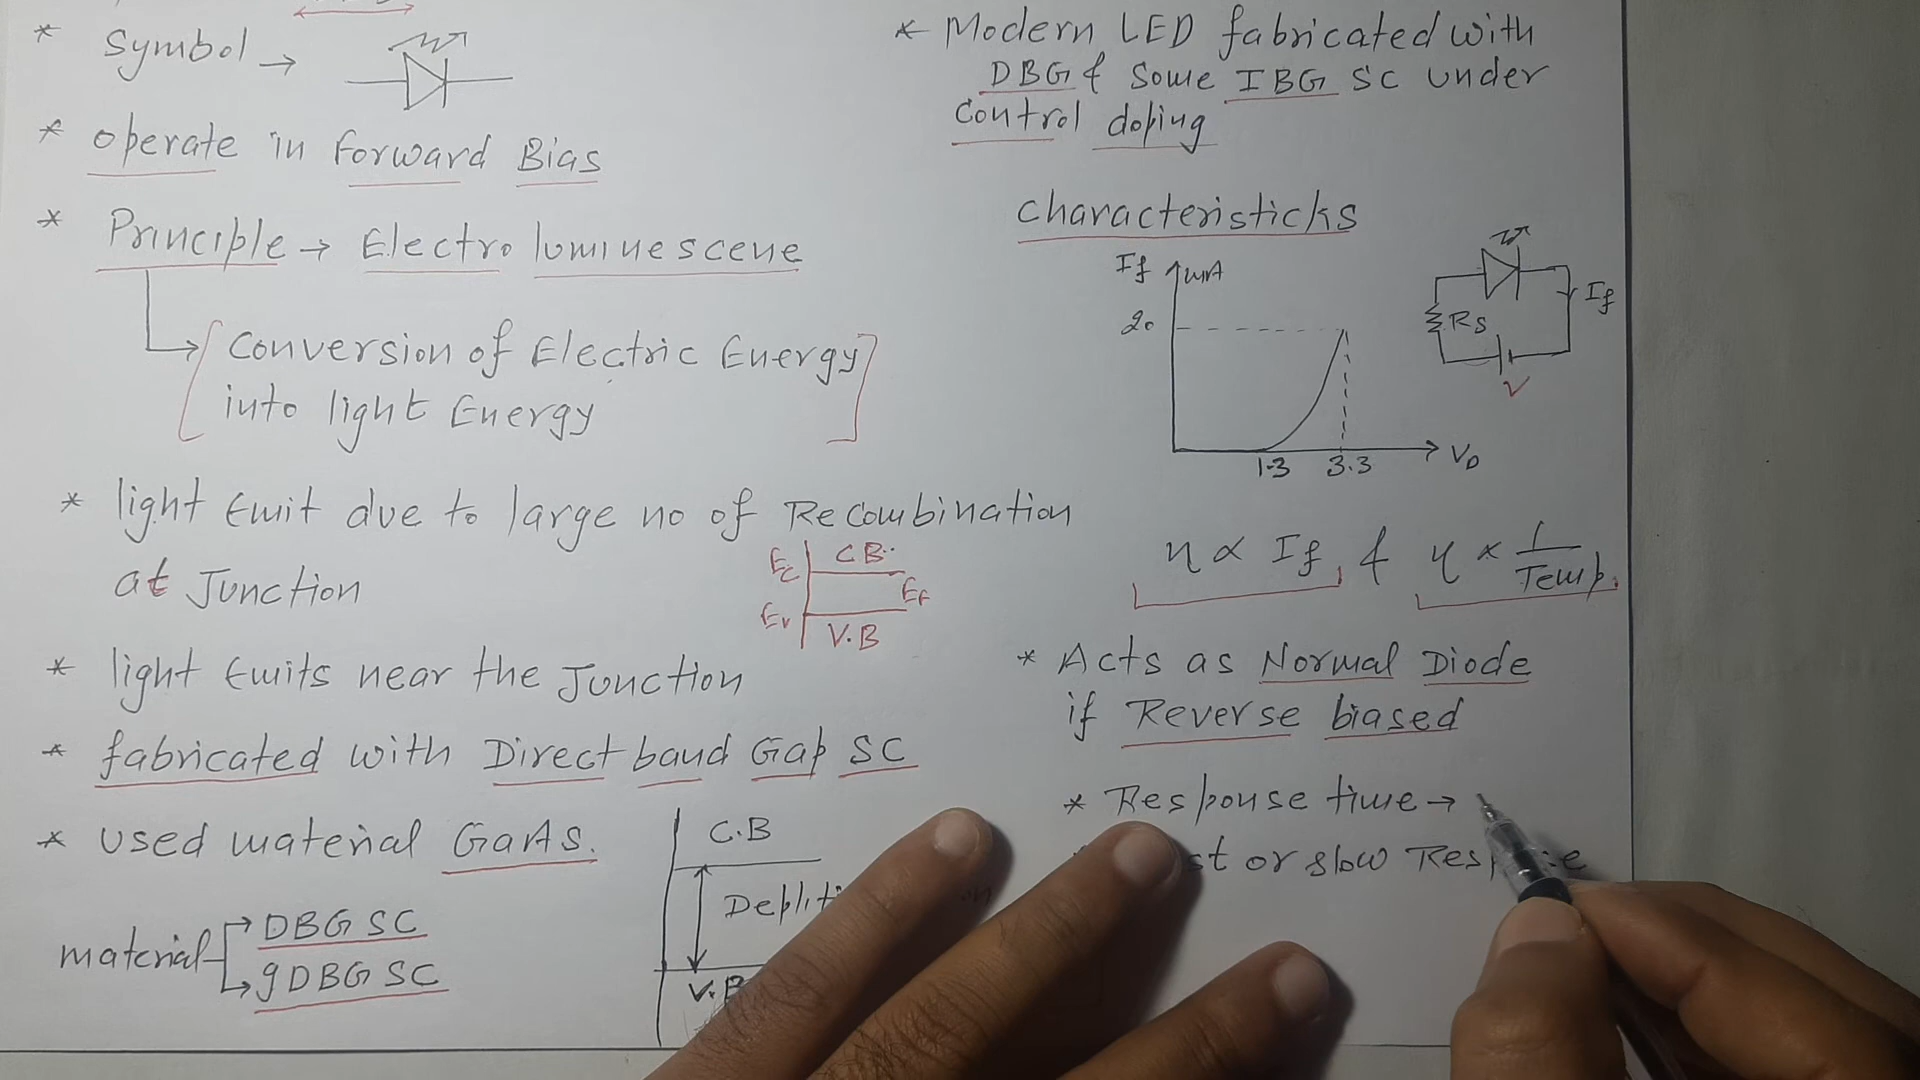 * Symbol →
* operate in forward Bias
* Principle → Electro luminescene
Conversion of Electric Energy
into light Energy
* light Emit due to large no of Recombination
at Junction
Ec C.B.
Ef
Ev V.B
* light Emits near the Junction
* fabricated with Direct band Gap SC
* used material GaAs.
material
DBG SC
gDBG SC
C.B
V.B
* Modern LED fabricated with
DBG & Some IBG SC under
Control doping
Characteristicks
If mA
20
1.3 3.3 VD
Rs
If
V
η ∝ If, & η ∝ 1/Temp.
* Acts as Normal Diode
if Reverse biased
* Response time →
or slow